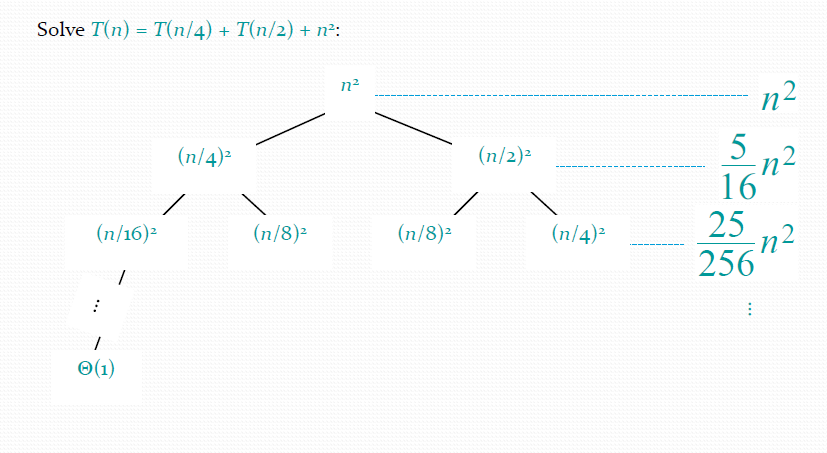 Solve T(n) = T(n/4) + T(n/2) + n²:
n² n²
(n/4)² (n/2)² 5/16 n²
(n/16)² (n/8)² (n/8)² (n/4)² 25/256 n²
⋮ ⋮
Θ(1)